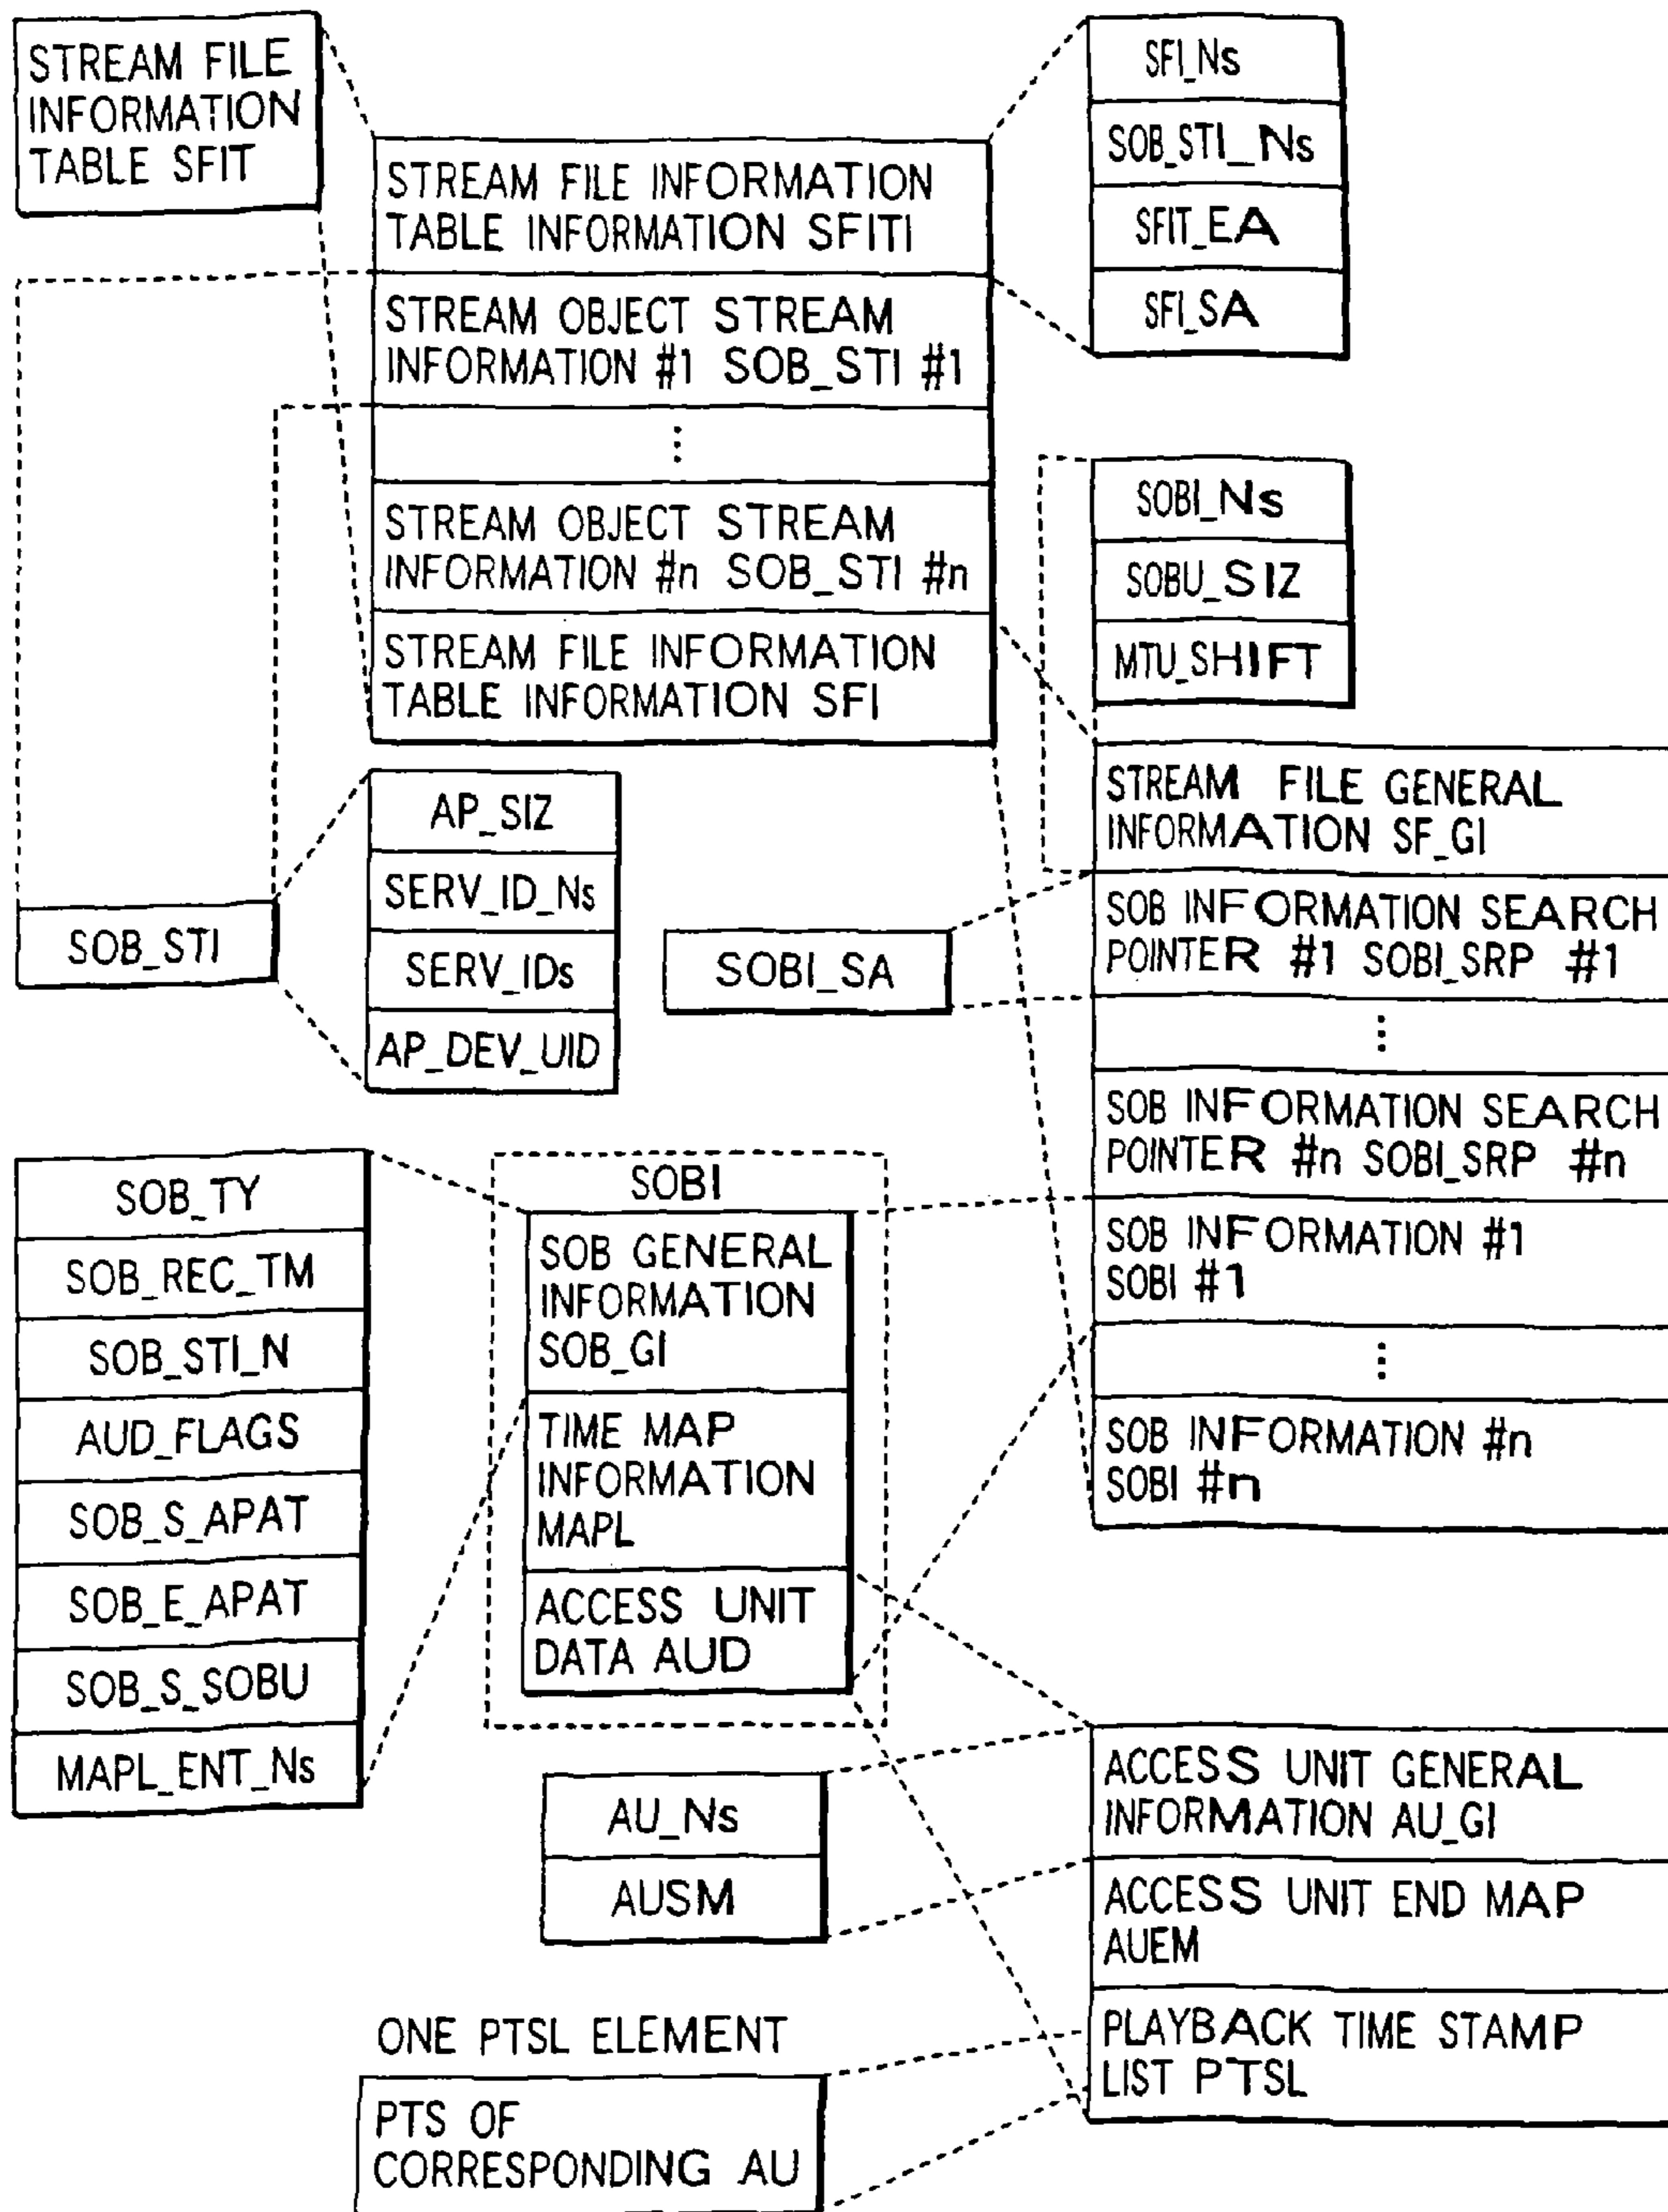 STREAM FILE
INFORMATION
TABLE SFIT
STREAM FILE INFORMATION
TABLE INFORMATION SFITI
STREAM OBJECT STREAM
INFORMATION #1 SOB_STI #1
⋮
STREAM OBJECT STREAM
INFORMATION #n SOB_STI #n
STREAM FILE INFORMATION
TABLE INFORMATION SFI
SFI_Ns
SOB_STI_Ns
SFIT_EA
SFI_SA
SOBI_Ns
SOBU_SIZ
MTU_SHIFT
STREAM FILE GENERAL
INFORMATION SF_GI
SOB INFORMATION SEARCH
POINTER #1 SOBI_SRP #1
⋮
SOB INFORMATION SEARCH
POINTER #n SOBI_SRP #n
SOB INFORMATION #1
SOBI #1
⋮
SOB INFORMATION #n
SOBI #n
SOB_STI
AP_SIZ
SERV_ID_Ns
SERV_IDs
AP_DEV_UID
SOBI_SA
SOB_TY
SOB_REC_TM
SOB_STI_N
AUD_FLAGS
SOB_S_APAT
SOB_E_APAT
SOB_S_SOBU
MAPL_ENT_Ns
SOBI
SOB GENERAL
INFORMATION
SOB_GI
TIME MAP
INFORMATION
MAPL
ACCESS UNIT
DATA AUD
AU_Ns
AUSM
ACCESS UNIT GENERAL
INFORMATION AU_GI
ACCESS UNIT END MAP
AUEM
PLAYBACK TIME STAMP
LIST PTSL
ONE PTSL ELEMENT
PTS OF
CORRESPONDING AU